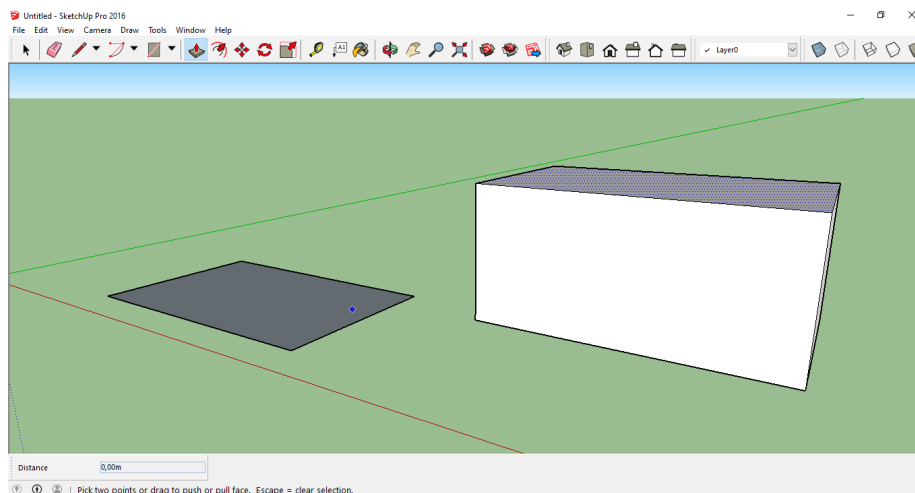 Untitled - SketchUp Pro 2016
File Edit View Camera Draw Tools Window Help
A1 Layer0
Distance 0,00m
Pick two points or drag to push or pull face. Escape = clear selection.